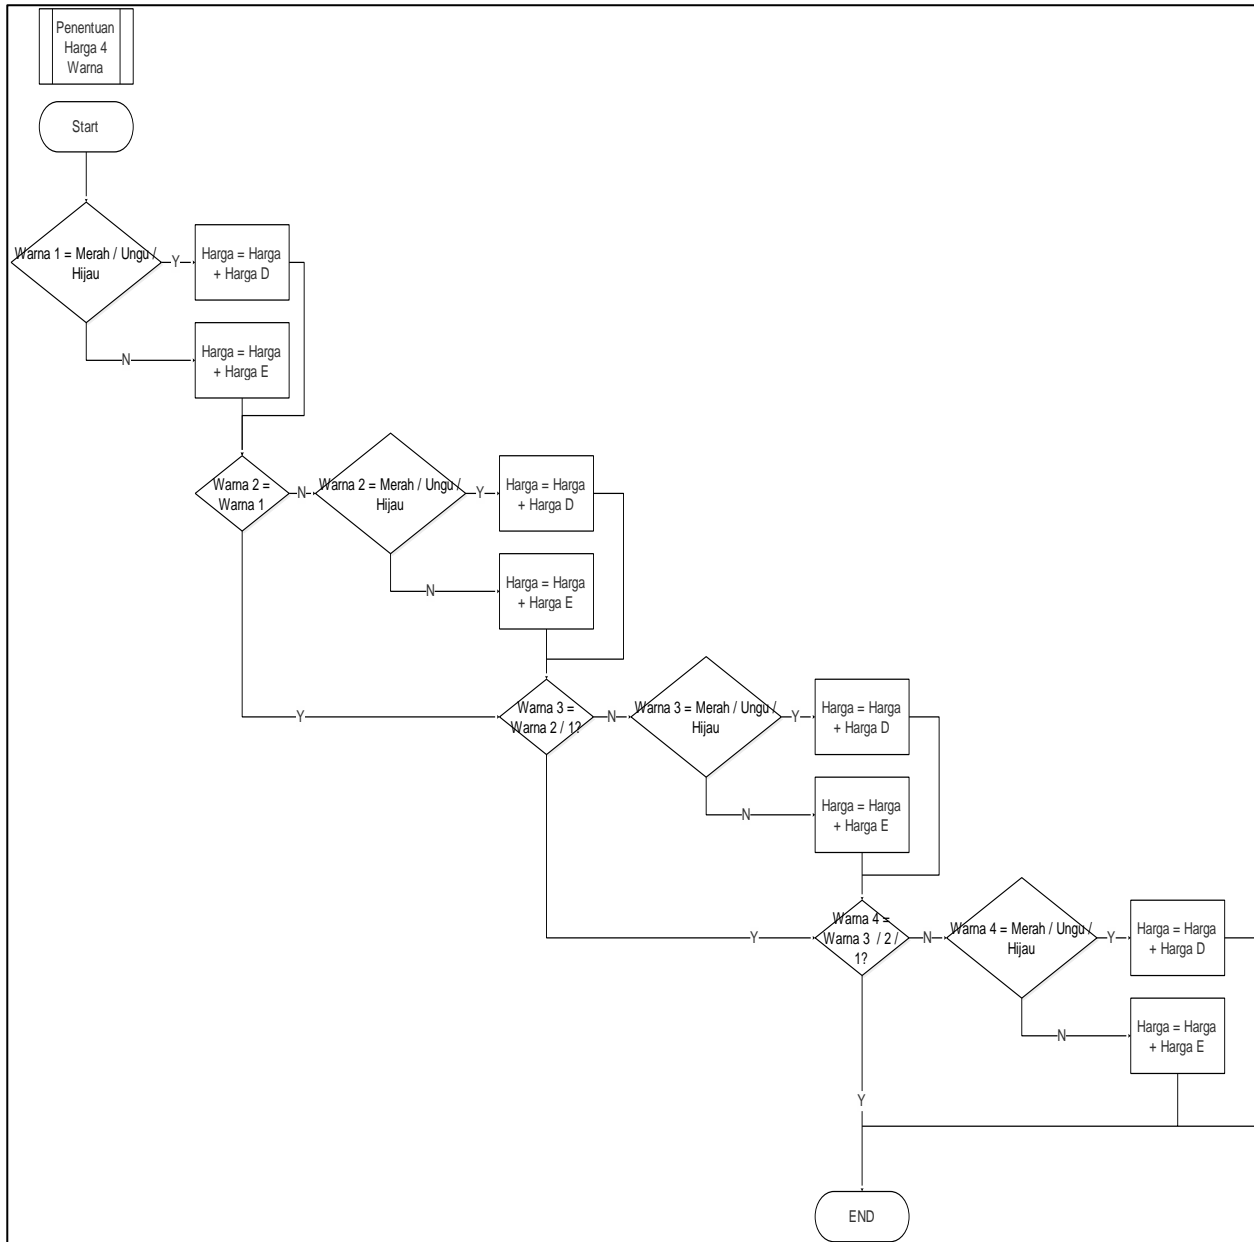 Penentuan
Harga 4
Warna
Start
Warna 1 = Merah / Ungu /
Hijau
Y
Harga = Harga
+ Harga D
N
Harga = Harga
+ Harga E
Warna 2 =
Warna 1
N
Warna 2 = Merah / Ungu /
Hijau
Y
Harga = Harga
+ Harga D
N
Harga = Harga
+ Harga E
Y
Warna 3 =
Warna 2 / 1?
N
Warna 3 = Merah / Ungu /
Hijau
Y
Harga = Harga
+ Harga D
N
Harga = Harga
+ Harga E
Y
Warna 4 =
Warna 3 / 2 /
1?
N
Warna 4 = Merah / Ungu /
Hijau
Y
Harga = Harga
+ Harga D
N
Harga = Harga
+ Harga E
Y
END